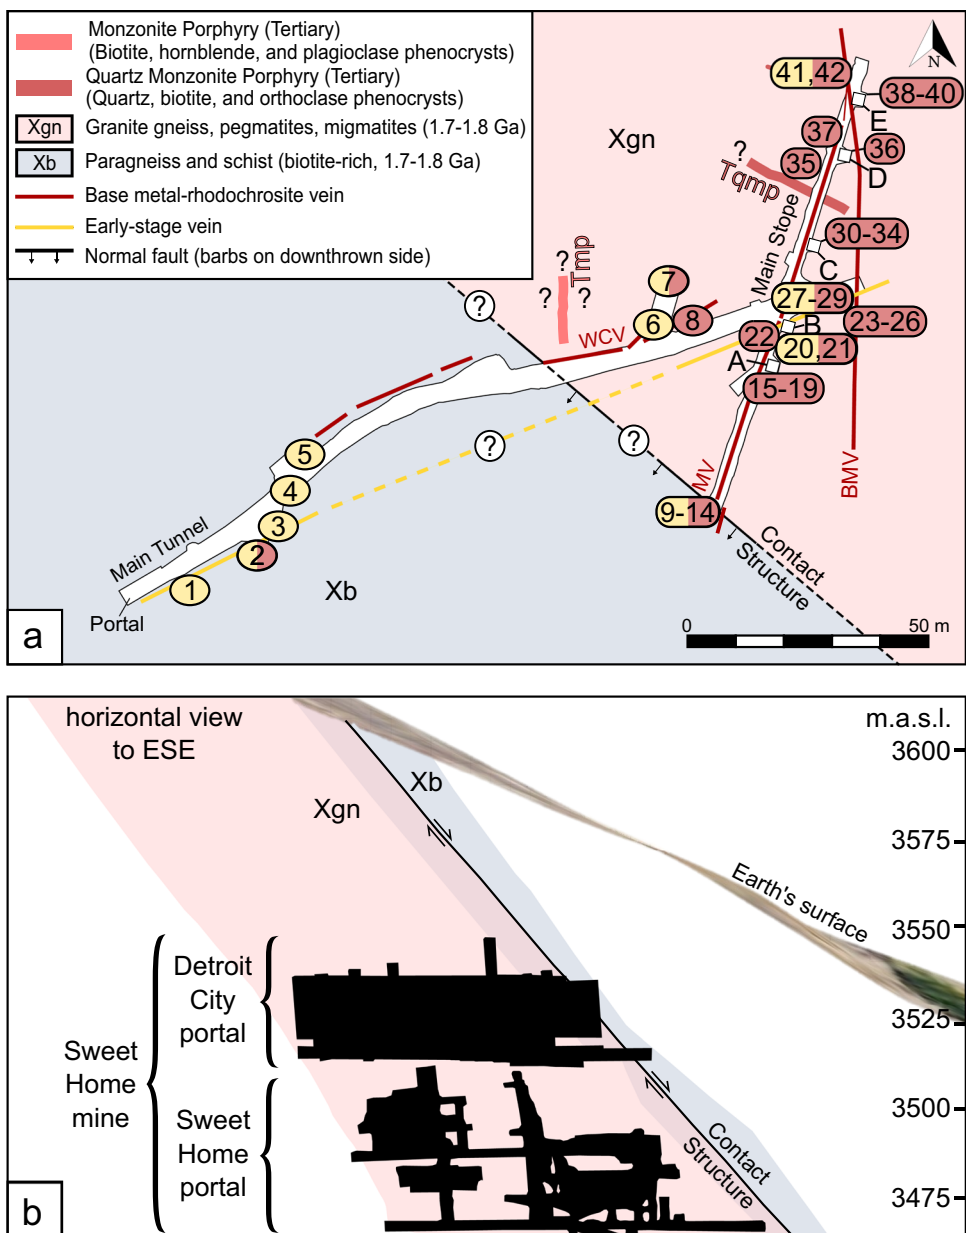 Monzonite Porphyry (Tertiary)
(Biotite, hornblende, and plagioclase phenocrysts)
Quartz Monzonite Porphyry (Tertiary)
(Quartz, biotite, and orthoclase phenocrysts)
Xgn Granite gneiss, pegmatites, migmatites (1.7-1.8 Ga)
Xb Paragneiss and schist (biotite-rich, 1.7-1.8 Ga)
Base metal-rhodochrosite vein
Early-stage vein
Normal fault (barbs on downthrown side)
N
41,42
38-40
E
37
36
D
35
Xgn
?
Tqmp
Main Stope
30-34
C
?
Tmp
?
?
7
27-29
23-26
6
8
B
22
20,21
A
15-19
WCV
?
?
?
5
4
3
2
1
MV
BMV
9-14
Contact
Structure
Main Tunnel
Portal
Xb
0
50 m
a
horizontal view
to ESE
m.a.s.l.
3600
Xb
Xgn
3575
Earth's surface
3550
3525
Detroit
City
portal
Sweet
Home
mine
3500
Sweet
Home
portal
Contact
Structure
3475
b